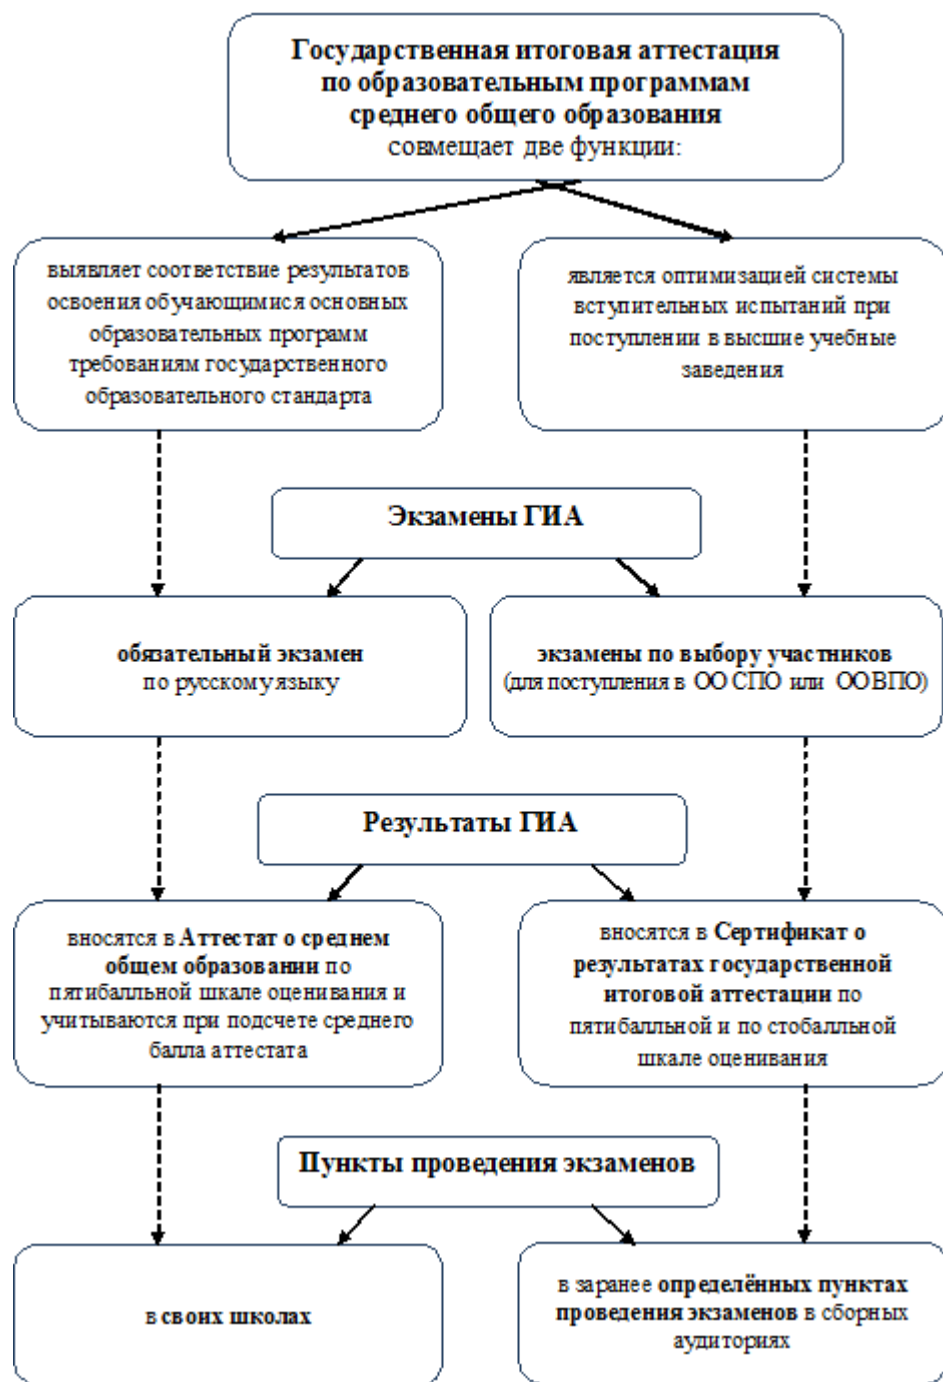 Государственная итоговая аттестация
по образовательным программам
среднего общего образования
совмещает две функции:
выявляет соответствие результатов
освоения обучающимися основных
образовательных программ
требованиям государственного
образовательного стандарта
является оптимизацией системы
вступительных испытаний при
поступлении в высшие учебные
заведения
Экзамены ГИА
обязательный экзамен
по русскому языку
экзамены по выбору участников
(для поступления в ОО СПО или ОО ВПО)
Результаты ГИА
вносятся в Аттестат о среднем
общем образовании по
пятибалльной шкале оценивания и
учитываются при подсчете среднего
балла аттестата
вносятся в Сертификат о
результатах государственной
итоговой аттестации по
пятибалльной и по стобалльной
шкале оценивания
Пункты проведения экзаменов
в своих школах
в заранее определённых пунктах
проведения экзаменов в сборных
аудиториях